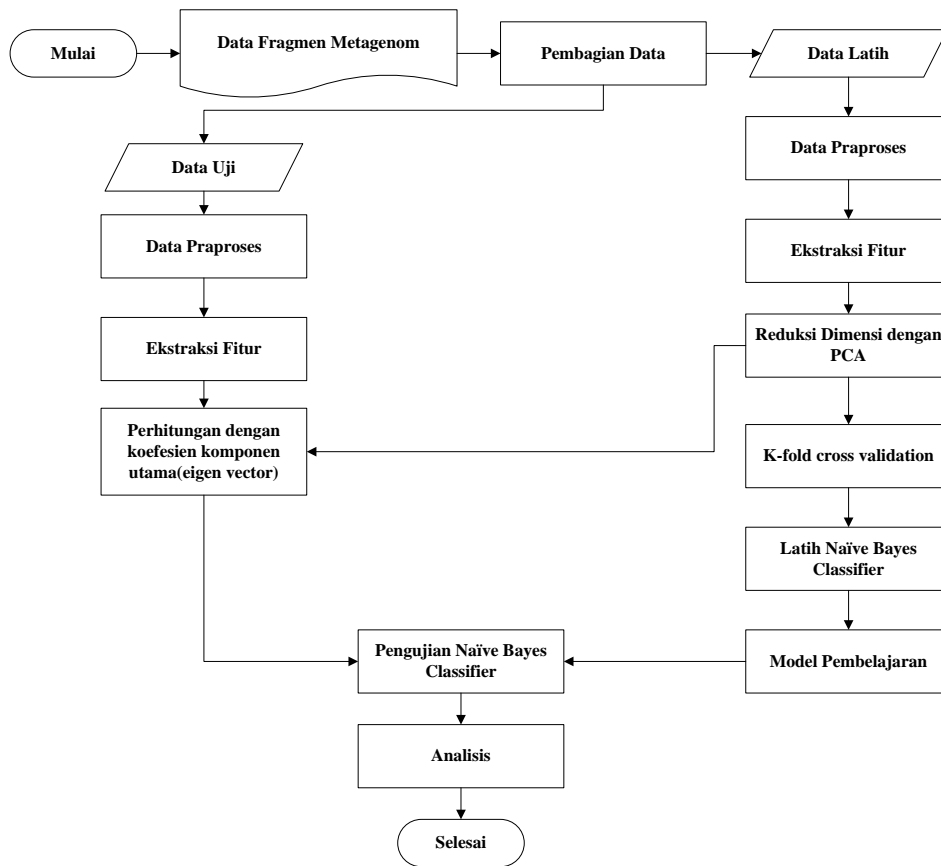 Mulai
Data Fragmen Metagenom
Pembagian Data
Data Latih
Data Uji
Data Praproses
Data Praproses
Ekstraksi Fitur
Ekstraksi Fitur
Reduksi Dimensi dengan
PCA
Perhitungan dengan
koefesien komponen
utama(eigen vector)
K-fold cross validation
Latih Naïve Bayes
Classifier
Pengujian Naïve Bayes
Classifier
Model Pembelajaran
Analisis
Selesai